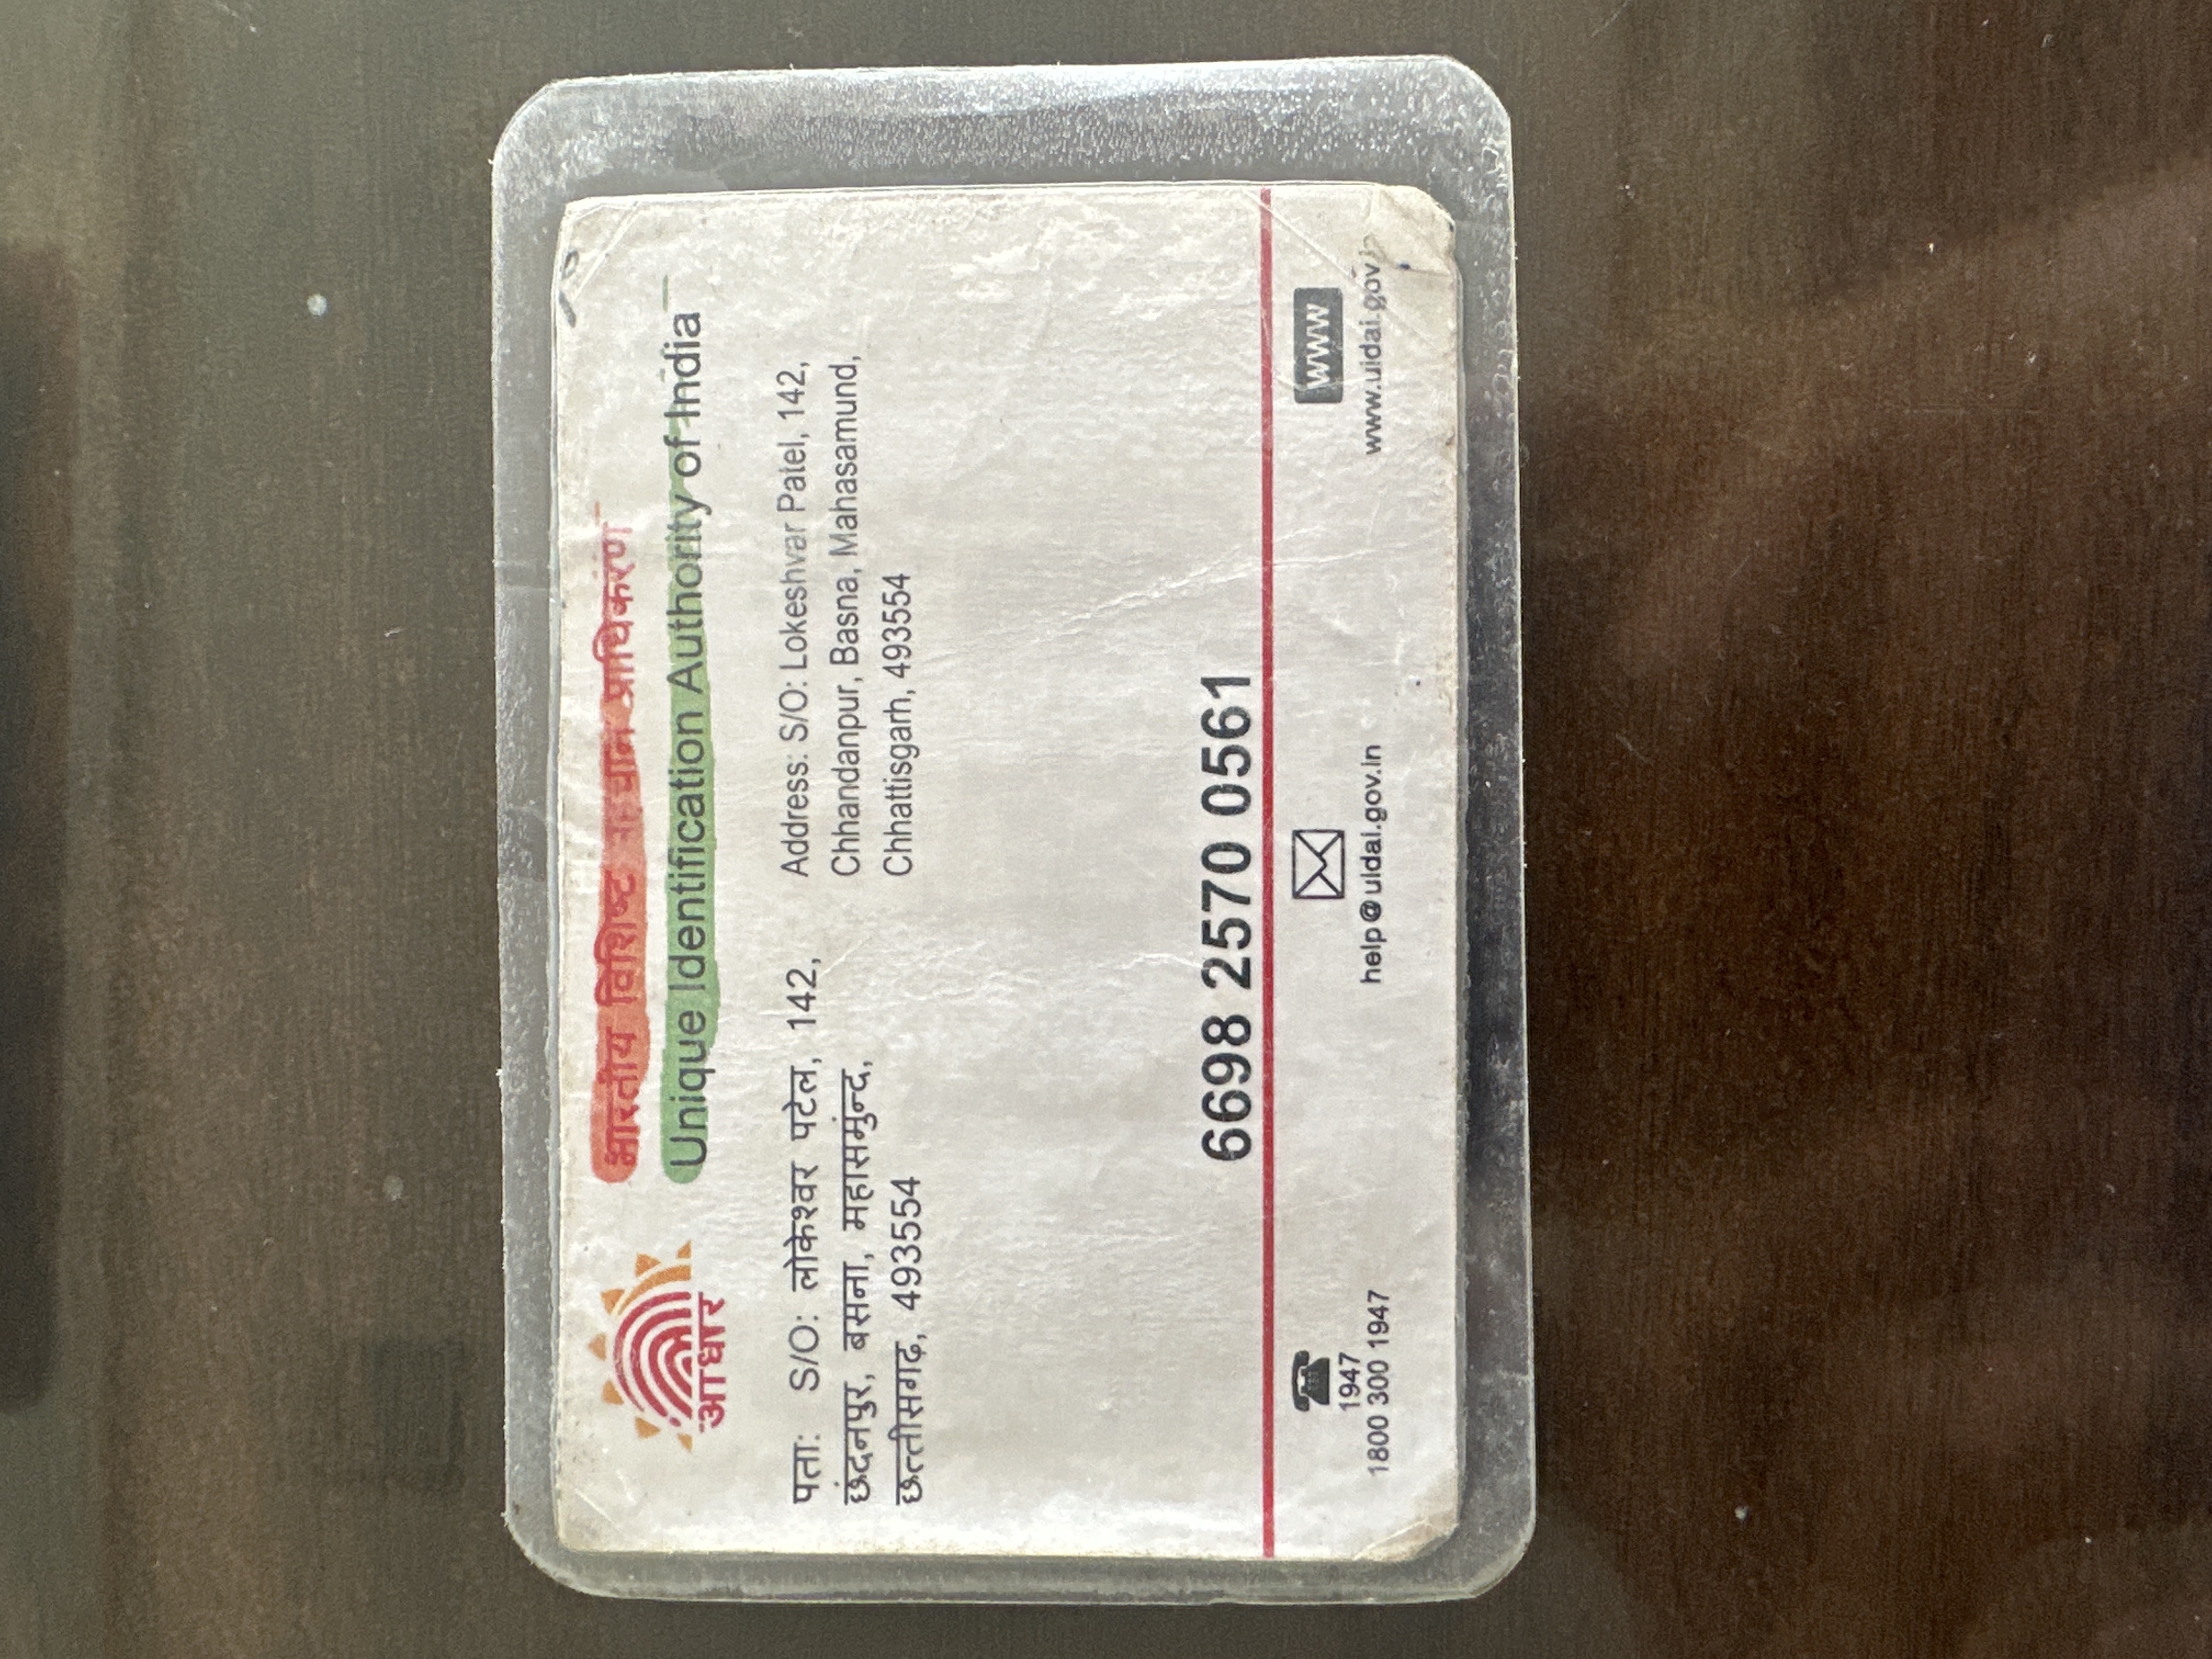 भारतीय विशिष्ट पहचान प्राधिकरण
Unique Identification Authority of India
आधार
पता: S/O: लोकेश्वर पटेल, 142,
छंदनपुर, बसना, महासमुंन्द,
छत्तीसगढ़, 493554
Address: S/O: Lokeshvar Patel, 142,
Chhandanpur, Basna, Mahasamund,
Chhattisgarh, 493554
6698 2570 0561
1947
1800 300 1947
help@uidai.gov.in
www
www.uidai.gov.in